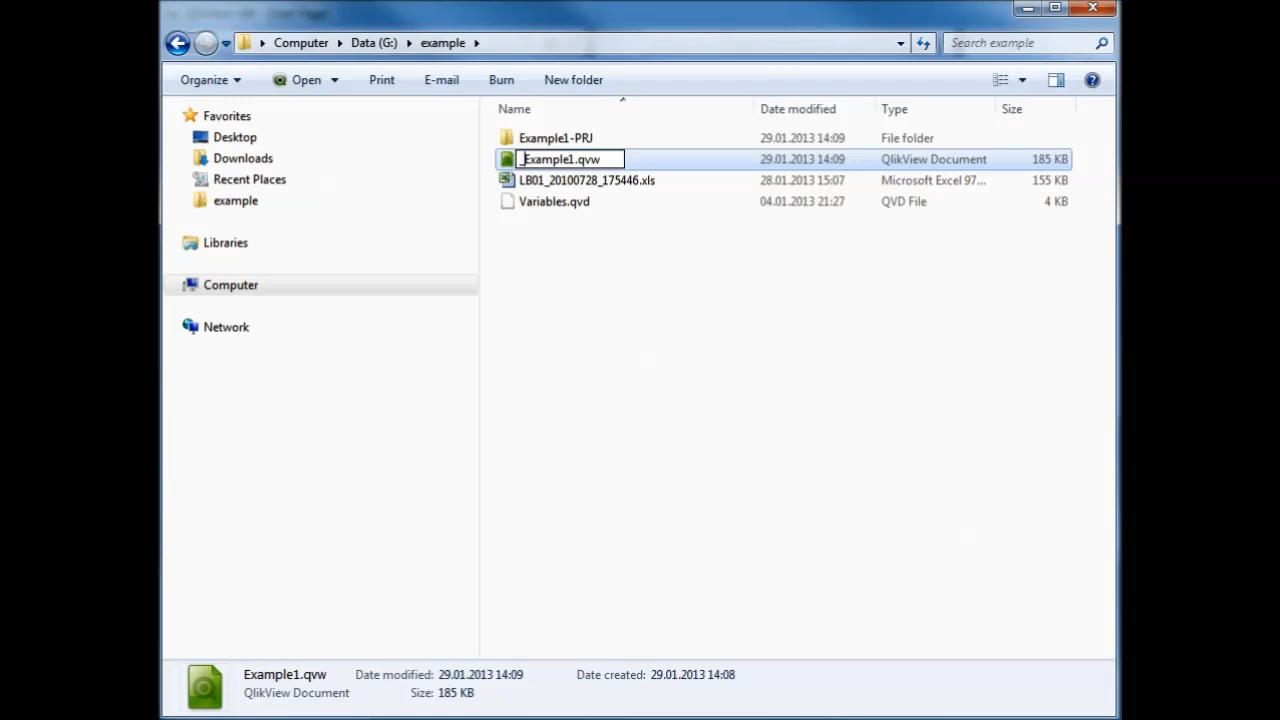 Computer Data (G:) example
Search example
Organize Open Print E-mail Burn New folder
Name Date modified Type Size
Favorites
Desktop
Downloads
Recent Places
example
Libraries
Computer
Network
Example1-PRJ 29.01.2013 14:09 File folder
_Example1.qvw 29.01.2013 14:09 QlikView Document 185 KB
LB01_20100728_175446.xls 28.01.2013 15:07 Microsoft Excel 97... 155 KB
Variables.qvd 04.01.2013 21:27 QVD File 4 KB
Example1.qvw Date modified: 29.01.2013 14:09 Date created: 29.01.2013 14:08
QlikView Document Size: 185 KB